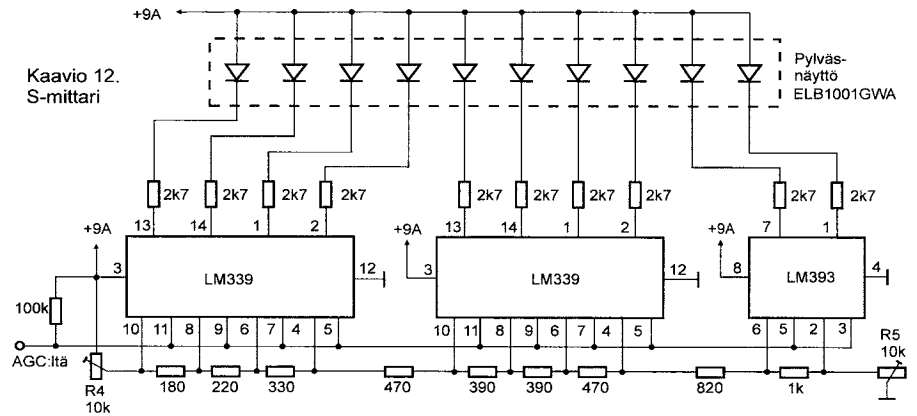 +9A
Kaavio 12.
S-mittari
Pylväs-
näyttö
ELB1001GWA
2k7 2k7 2k7 2k7 2k7 2k7 2k7 2k7 2k7 2k7
13 14 1 2 13 14 1 2 7 1
+9A +9A +9A
3 LM339 12 3 LM339 12 8 LM393 4
100k
10 11 8 9 6 7 4 5 10 11 8 9 6 7 4 5 6 5 2 3
AGC:ltä
R4
10k
180 220 330 470 390 390 470 820 1k
R5
10k